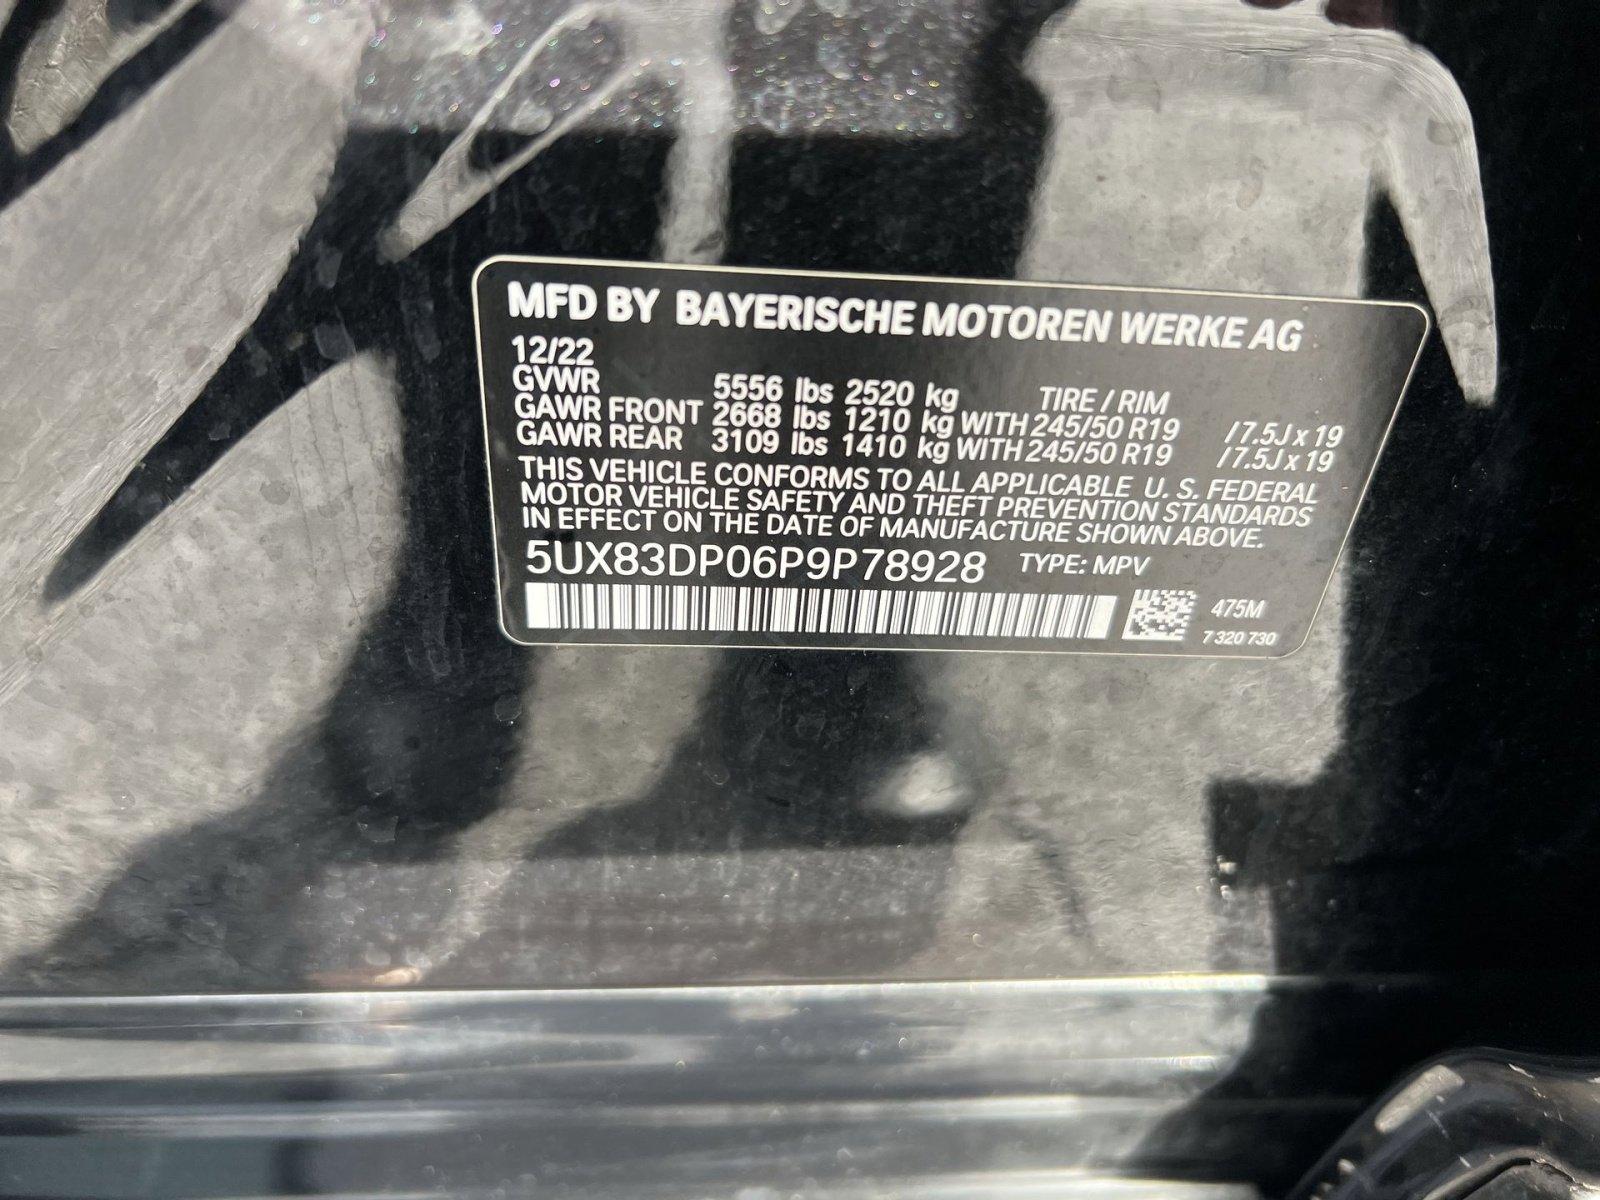 MFD BY BAYERISCHE MOTOREN WERKE AG
12/22
GVWR 5556 lbs 2520 kg TIRE / RIM
GAWR FRONT 2668 lbs 1210 kg WITH 245/50 R19 / 7.5J x 19
GAWR REAR 3109 lbs 1410 kg WITH 245/50 R19 / 7.5J x 19
THIS VEHICLE CONFORMS TO ALL APPLICABLE U. S. FEDERAL
MOTOR VEHICLE SAFETY AND THEFT PREVENTION STANDARDS
IN EFFECT ON THE DATE OF MANUFACTURE SHOWN ABOVE.
5UX83DP06P9P78928 TYPE: MPV
475M
7 320 730